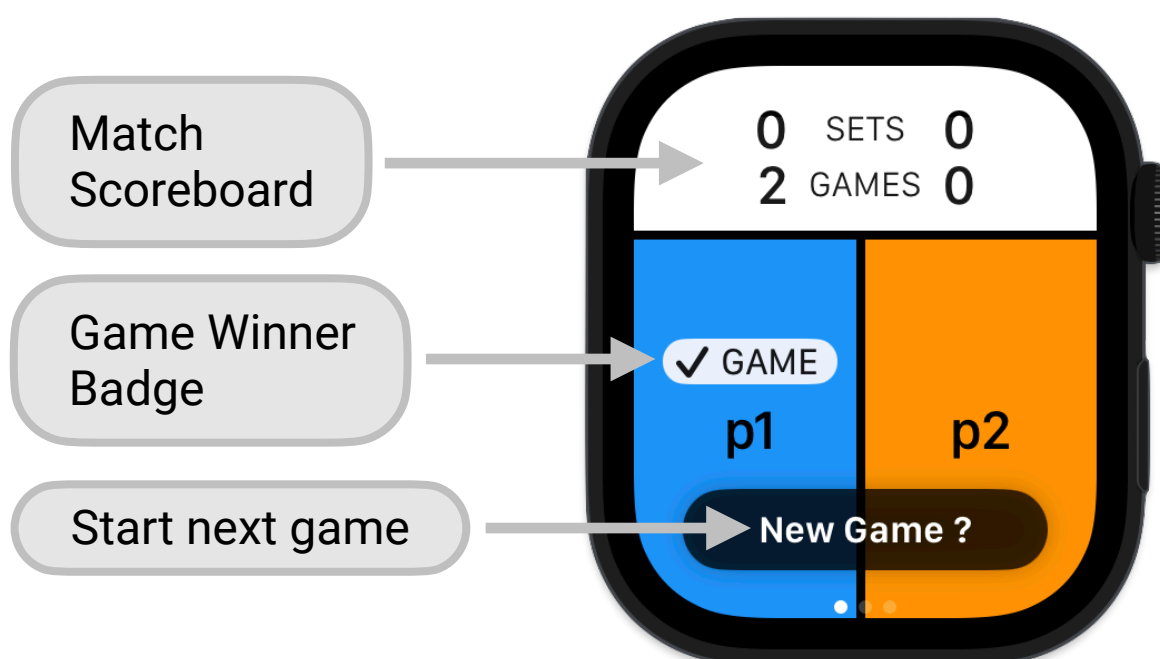 Match
Scoreboard
0 SETS 0
2 GAMES 0
Game Winner
Badge
✓ GAME
p1 p2
Start next game
New Game ?